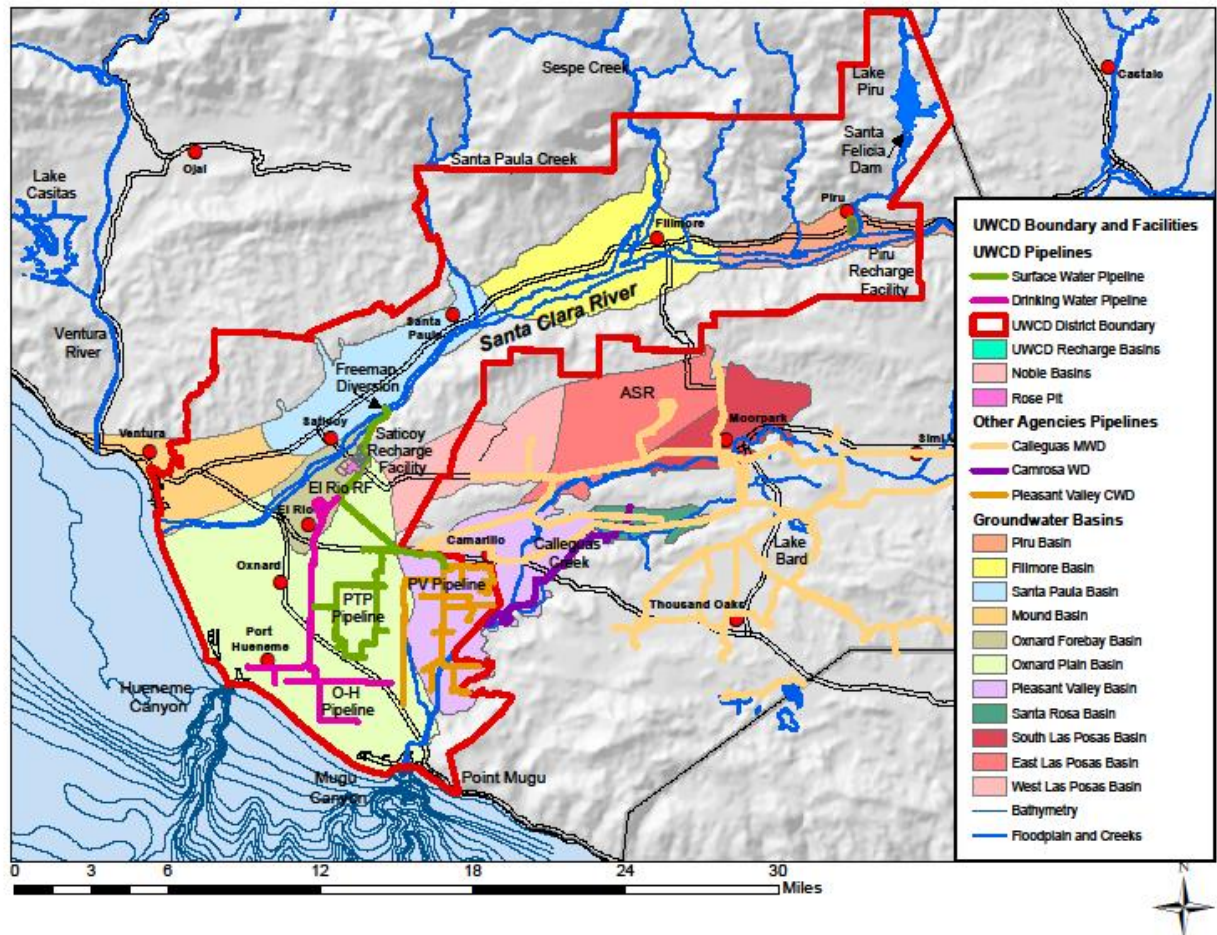 Sespe Creek
Lake
Piru
Castaic
Santa
Felicia
Dam
Santa Paula Creek
Ojai
Lake
Casitas
Piru
Fillmore
Piru
Recharge
Facility
Santa Clara River
Santa
Paula
Ventura
River
Freeman
Diversion
ASR
Moorpark
Simi V
Ventura
Saticoy
Saticoy
Recharge
Facility
El Rio RF
El Rio
Camarillo
Calleguas
Creek
Lake
Bard
Oxnard
PTP
Pipeline
PV Pipeline
Thousand Oaks
Port
Hueneme
O-H
Pipeline
Hueneme
Canyon
Mugu
Canyon
Point Mugu
UWCD Boundary and Facilities
UWCD Pipelines
Surface Water Pipeline
Drinking Water Pipeline
UWCD District Boundary
UWCD Recharge Basins
Noble Basins
Rose Pit
Other Agencies Pipelines
Calleguas MWD
Camrosa WD
Pleasant Valley CWD
Groundwater Basins
Piru Basin
Fillmore Basin
Santa Paula Basin
Mound Basin
Oxnard Forebay Basin
Oxnard Plain Basin
Pleasant Valley Basin
Santa Rosa Basin
South Las Posas Basin
East Las Posas Basin
West Las Posas Basin
Bathymetry
Floodplain and Creeks
0 3 6 12 18 24 30
Miles
N